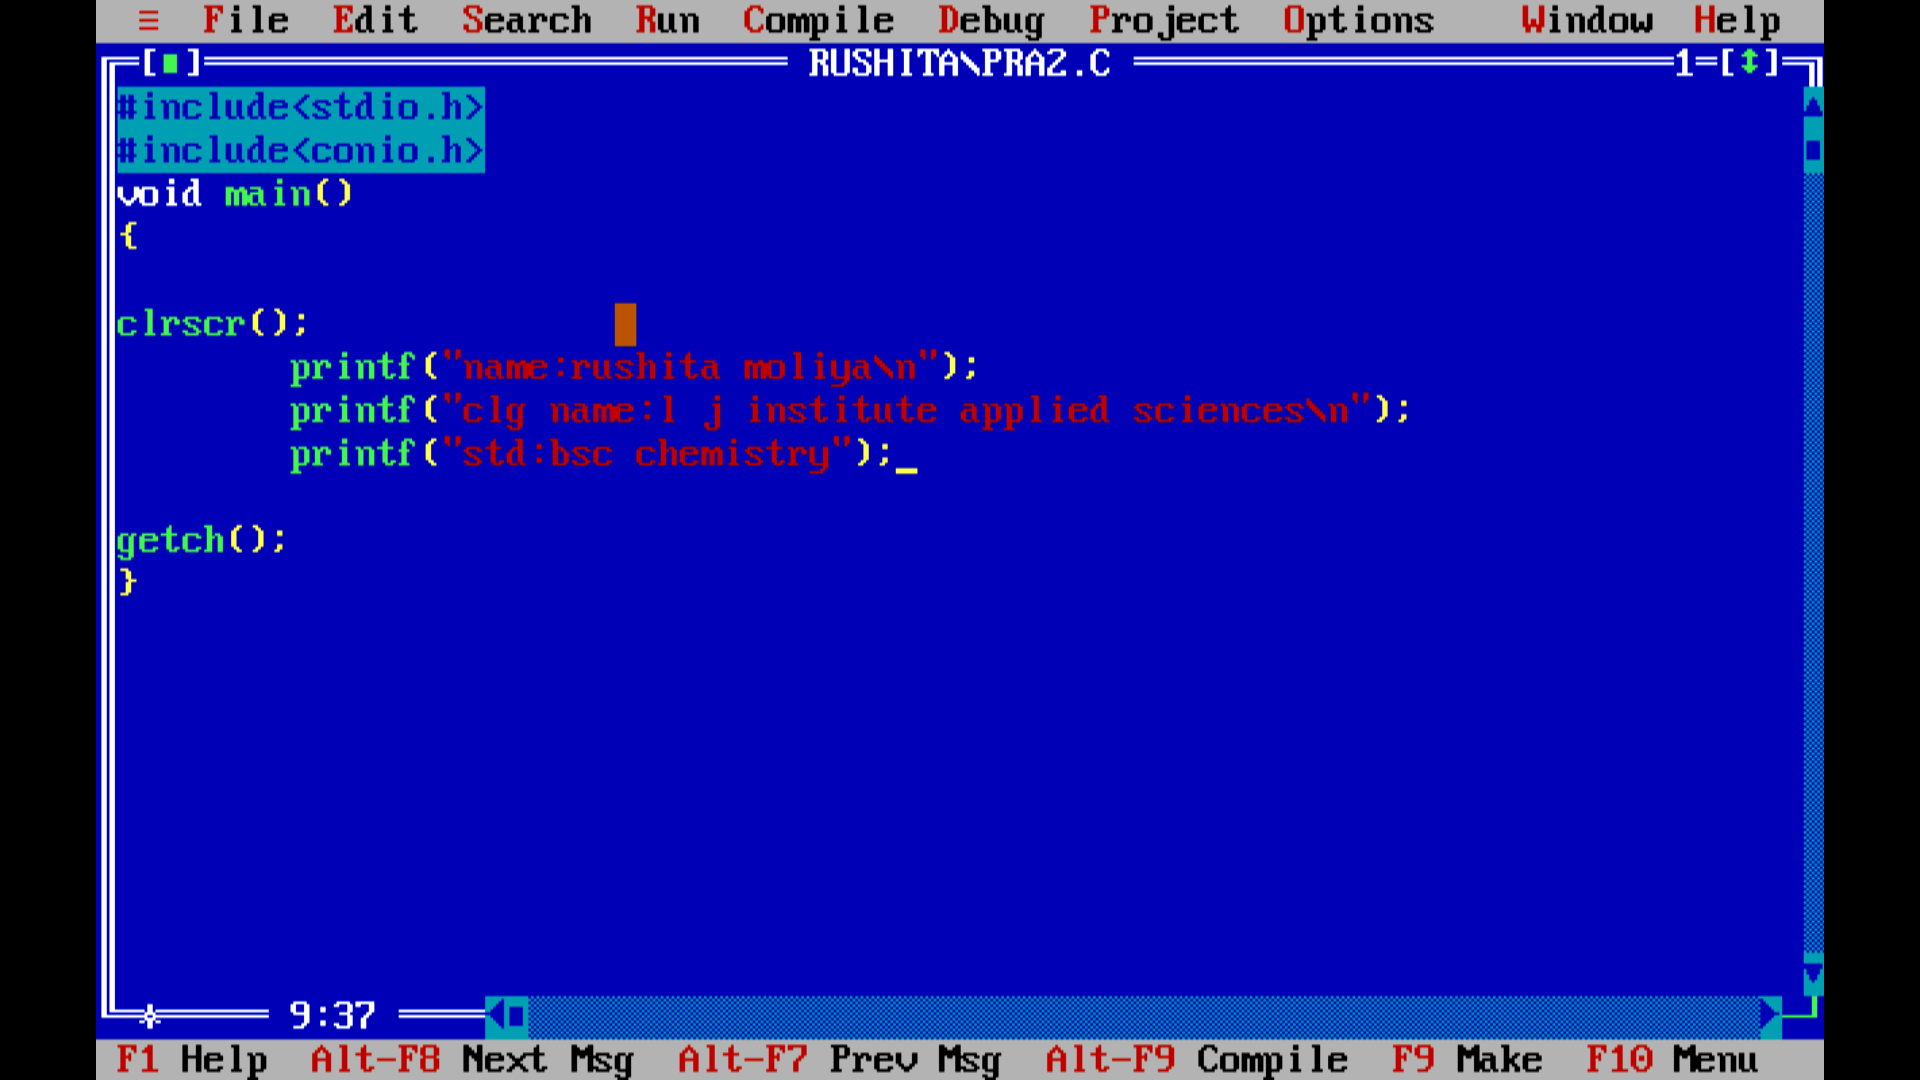 ≡ File Edit Search Run Compile Debug Project Options Window Help
[■] RUSHITA\PRA2.C 1=[↕]
#include<stdio.h>
#include<conio.h>
void main()
{
clrscr();
printf("name:rushita moliya\n");
printf("clg name:l j institute applied sciences\n");
printf("std:bsc chemistry");
getch();
}
9:37
F1 Help Alt-F8 Next Msg Alt-F7 Prev Msg Alt-F9 Compile F9 Make F10 Menu